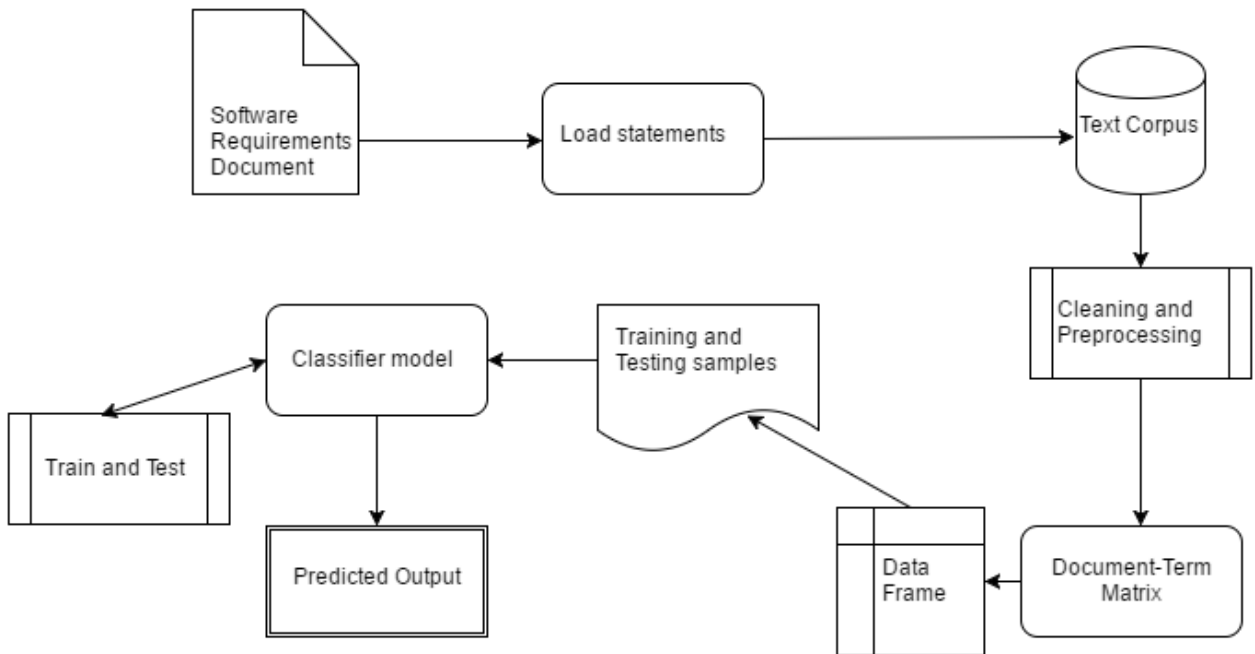 Software
Requirements
Document
Load statements
Text Corpus
Cleaning and
Preprocessing
Document-Term
Matrix
Data
Frame
Training and
Testing samples
Classifier model
Train and Test
Predicted Output